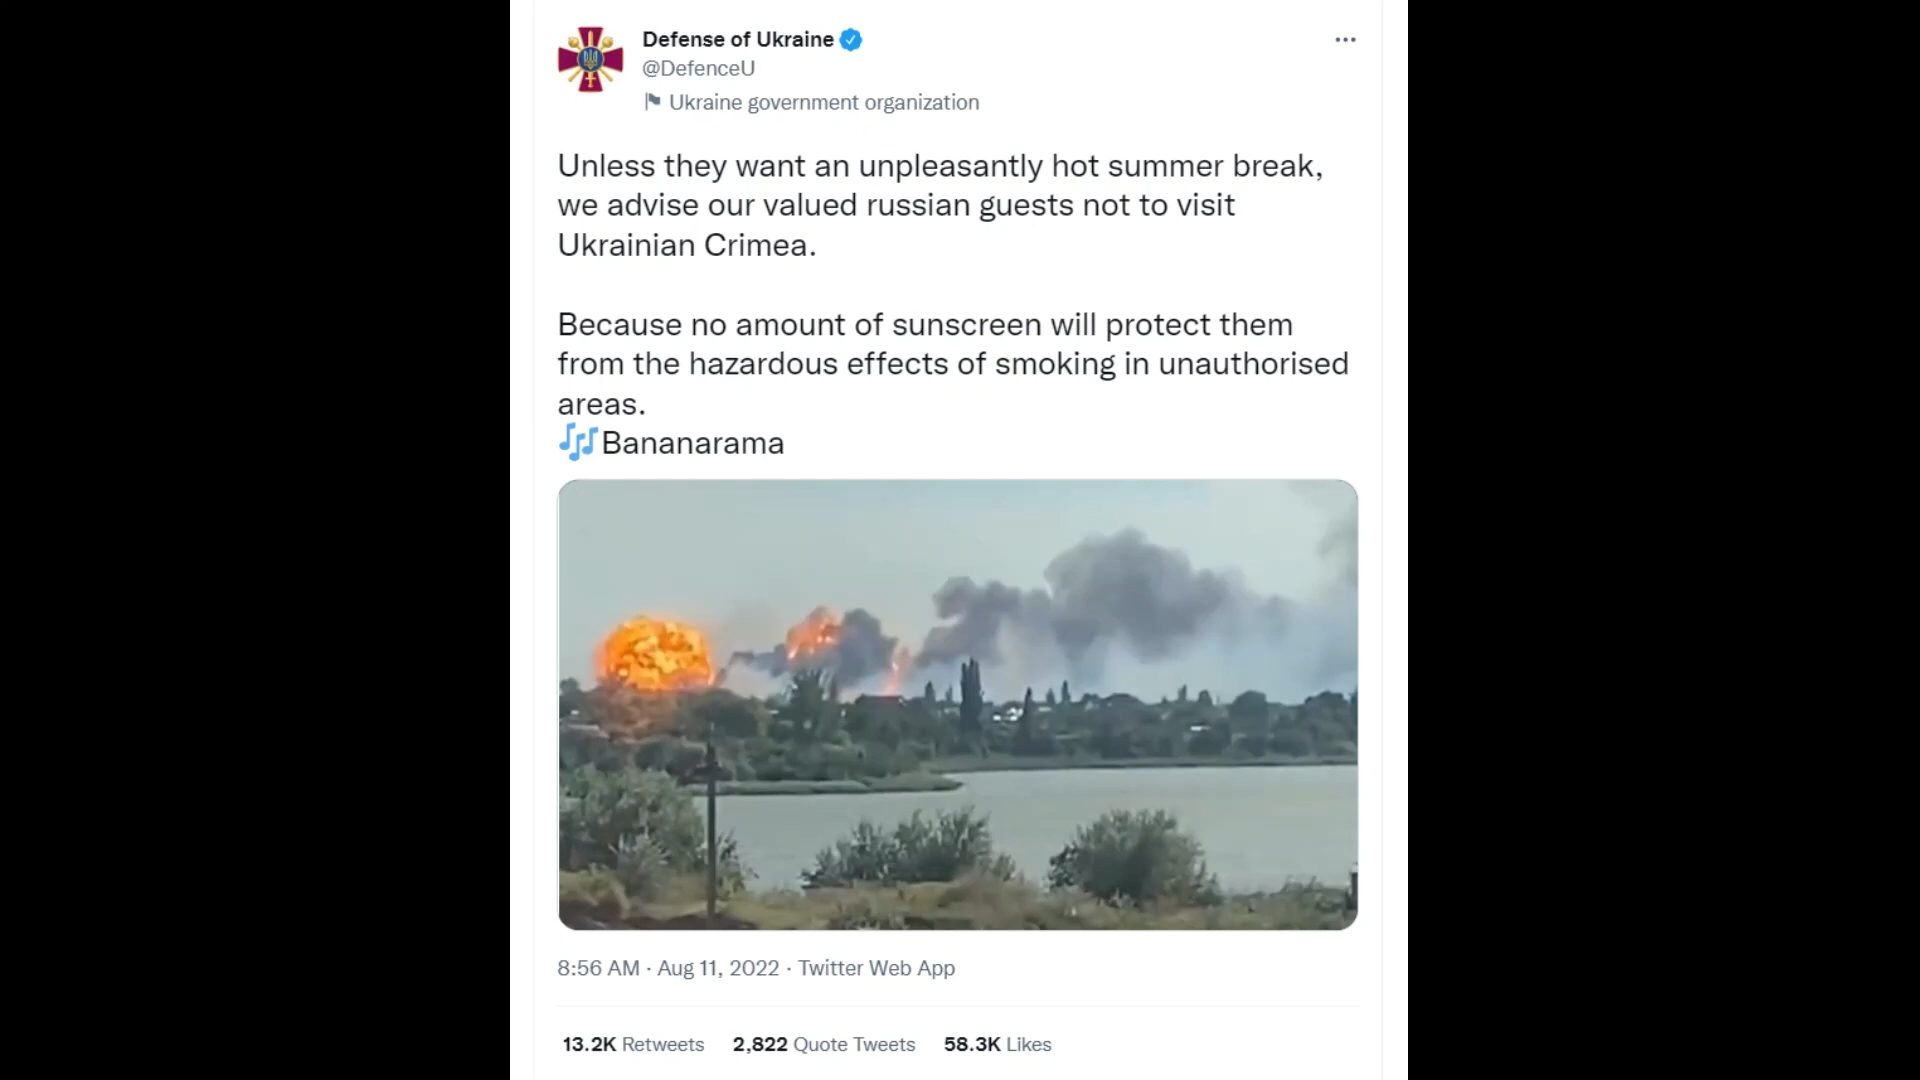 Defense of Ukraine
@DefenceU
Ukraine government organization
Unless they want an unpleasantly hot summer break,
we advise our valued russian guests not to visit
Ukrainian Crimea.
Because no amount of sunscreen will protect them
from the hazardous effects of smoking in unauthorised
areas.
🎶Bananarama
8:56 AM · Aug 11, 2022 · Twitter Web App
13.2K Retweets 2,822 Quote Tweets 58.3K Likes